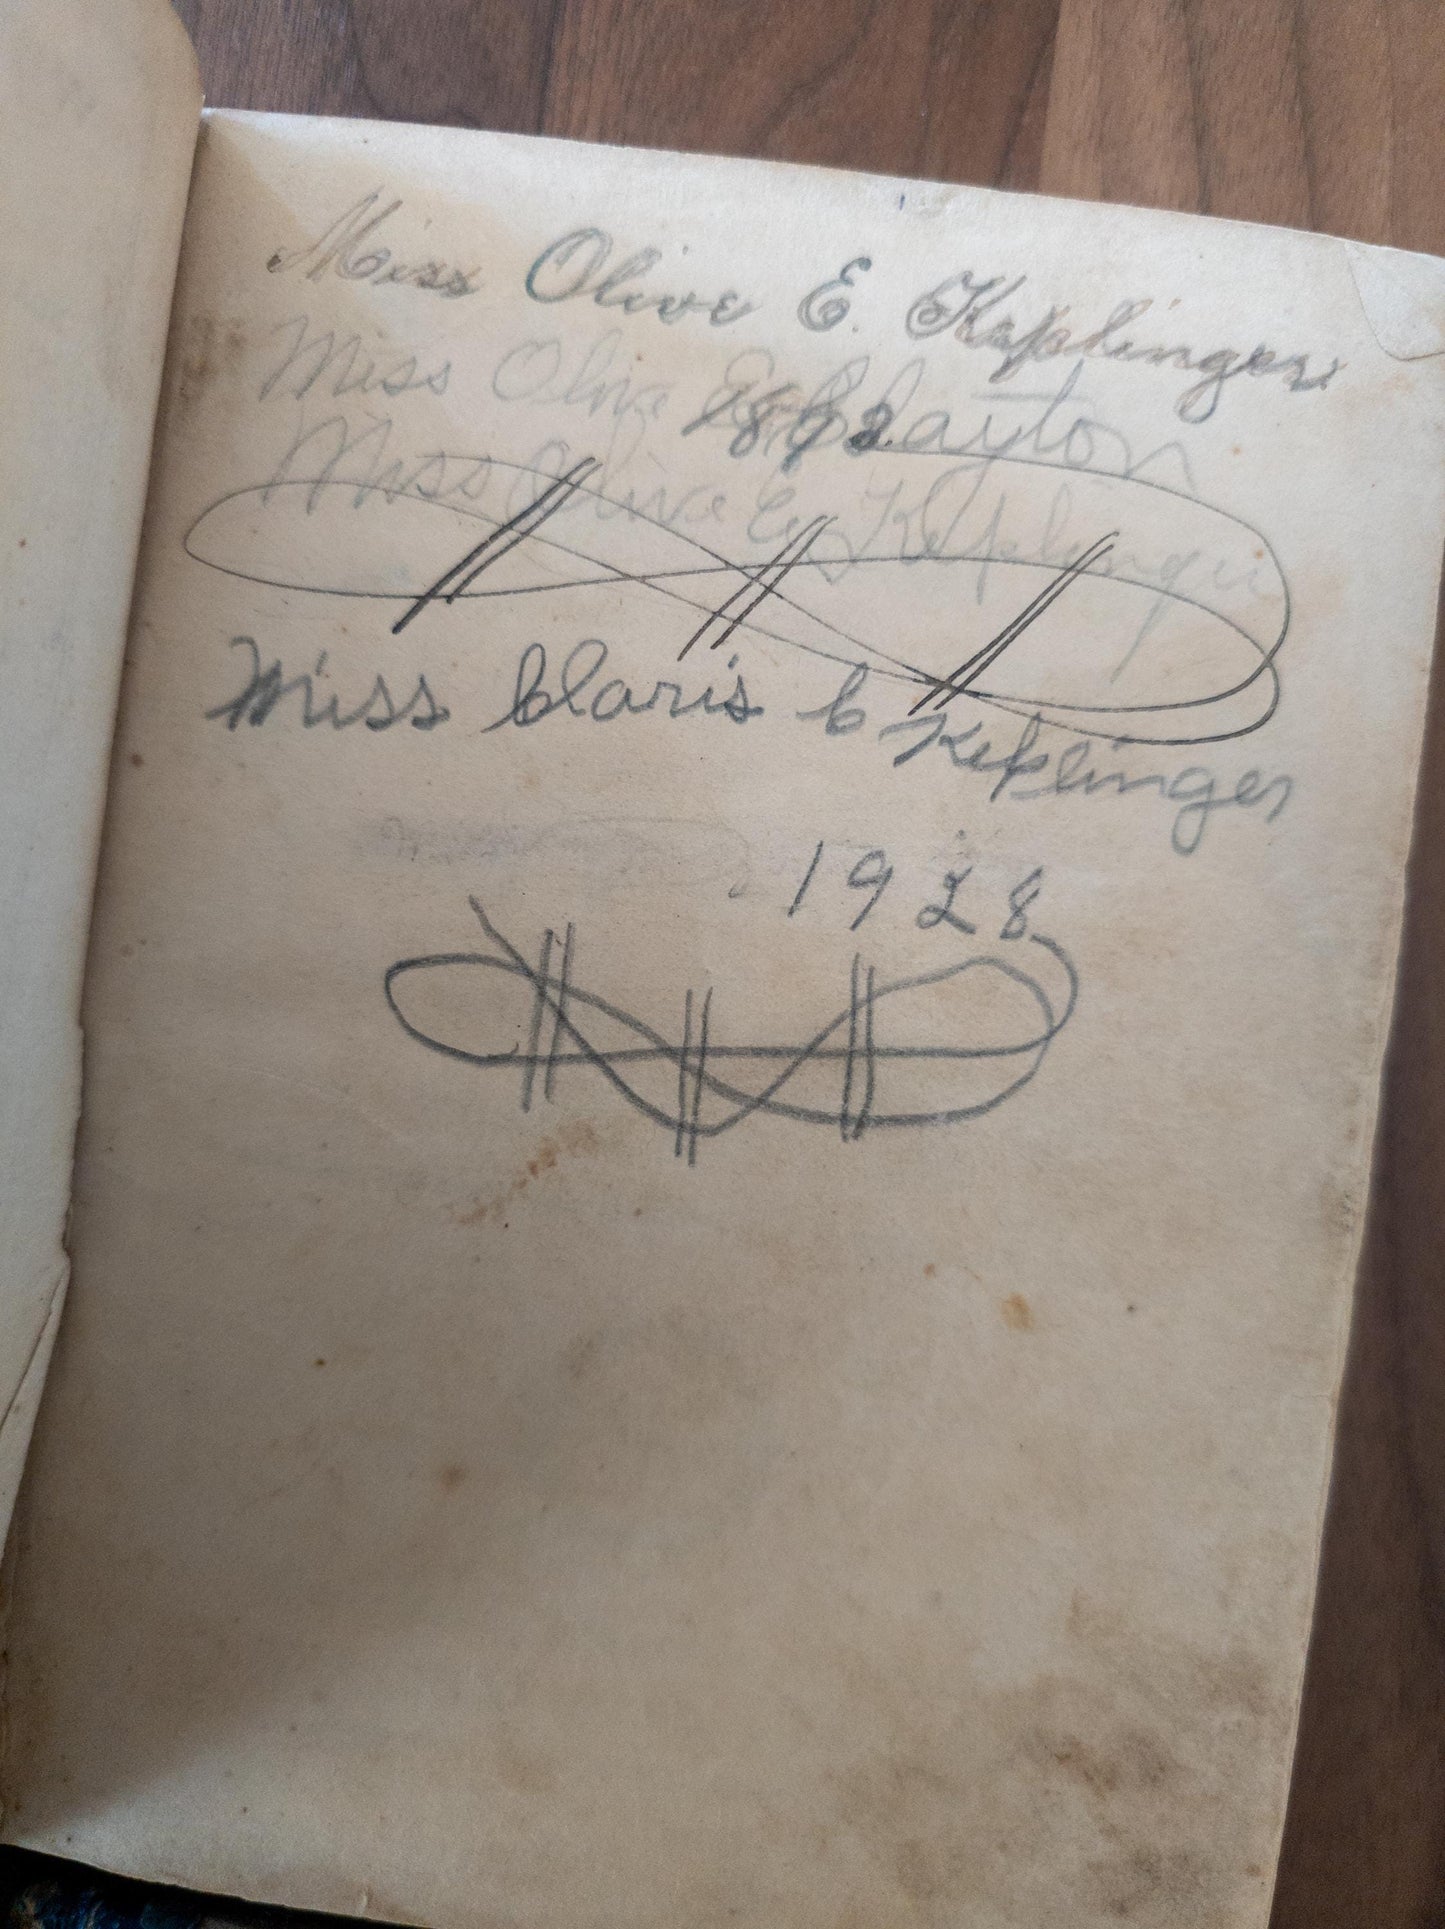 Miss Olive E. Keplinger.
Miss Olive Clayton
1892.
Miss Olive E Keplinger
Miss Claris C Keplinger
1928